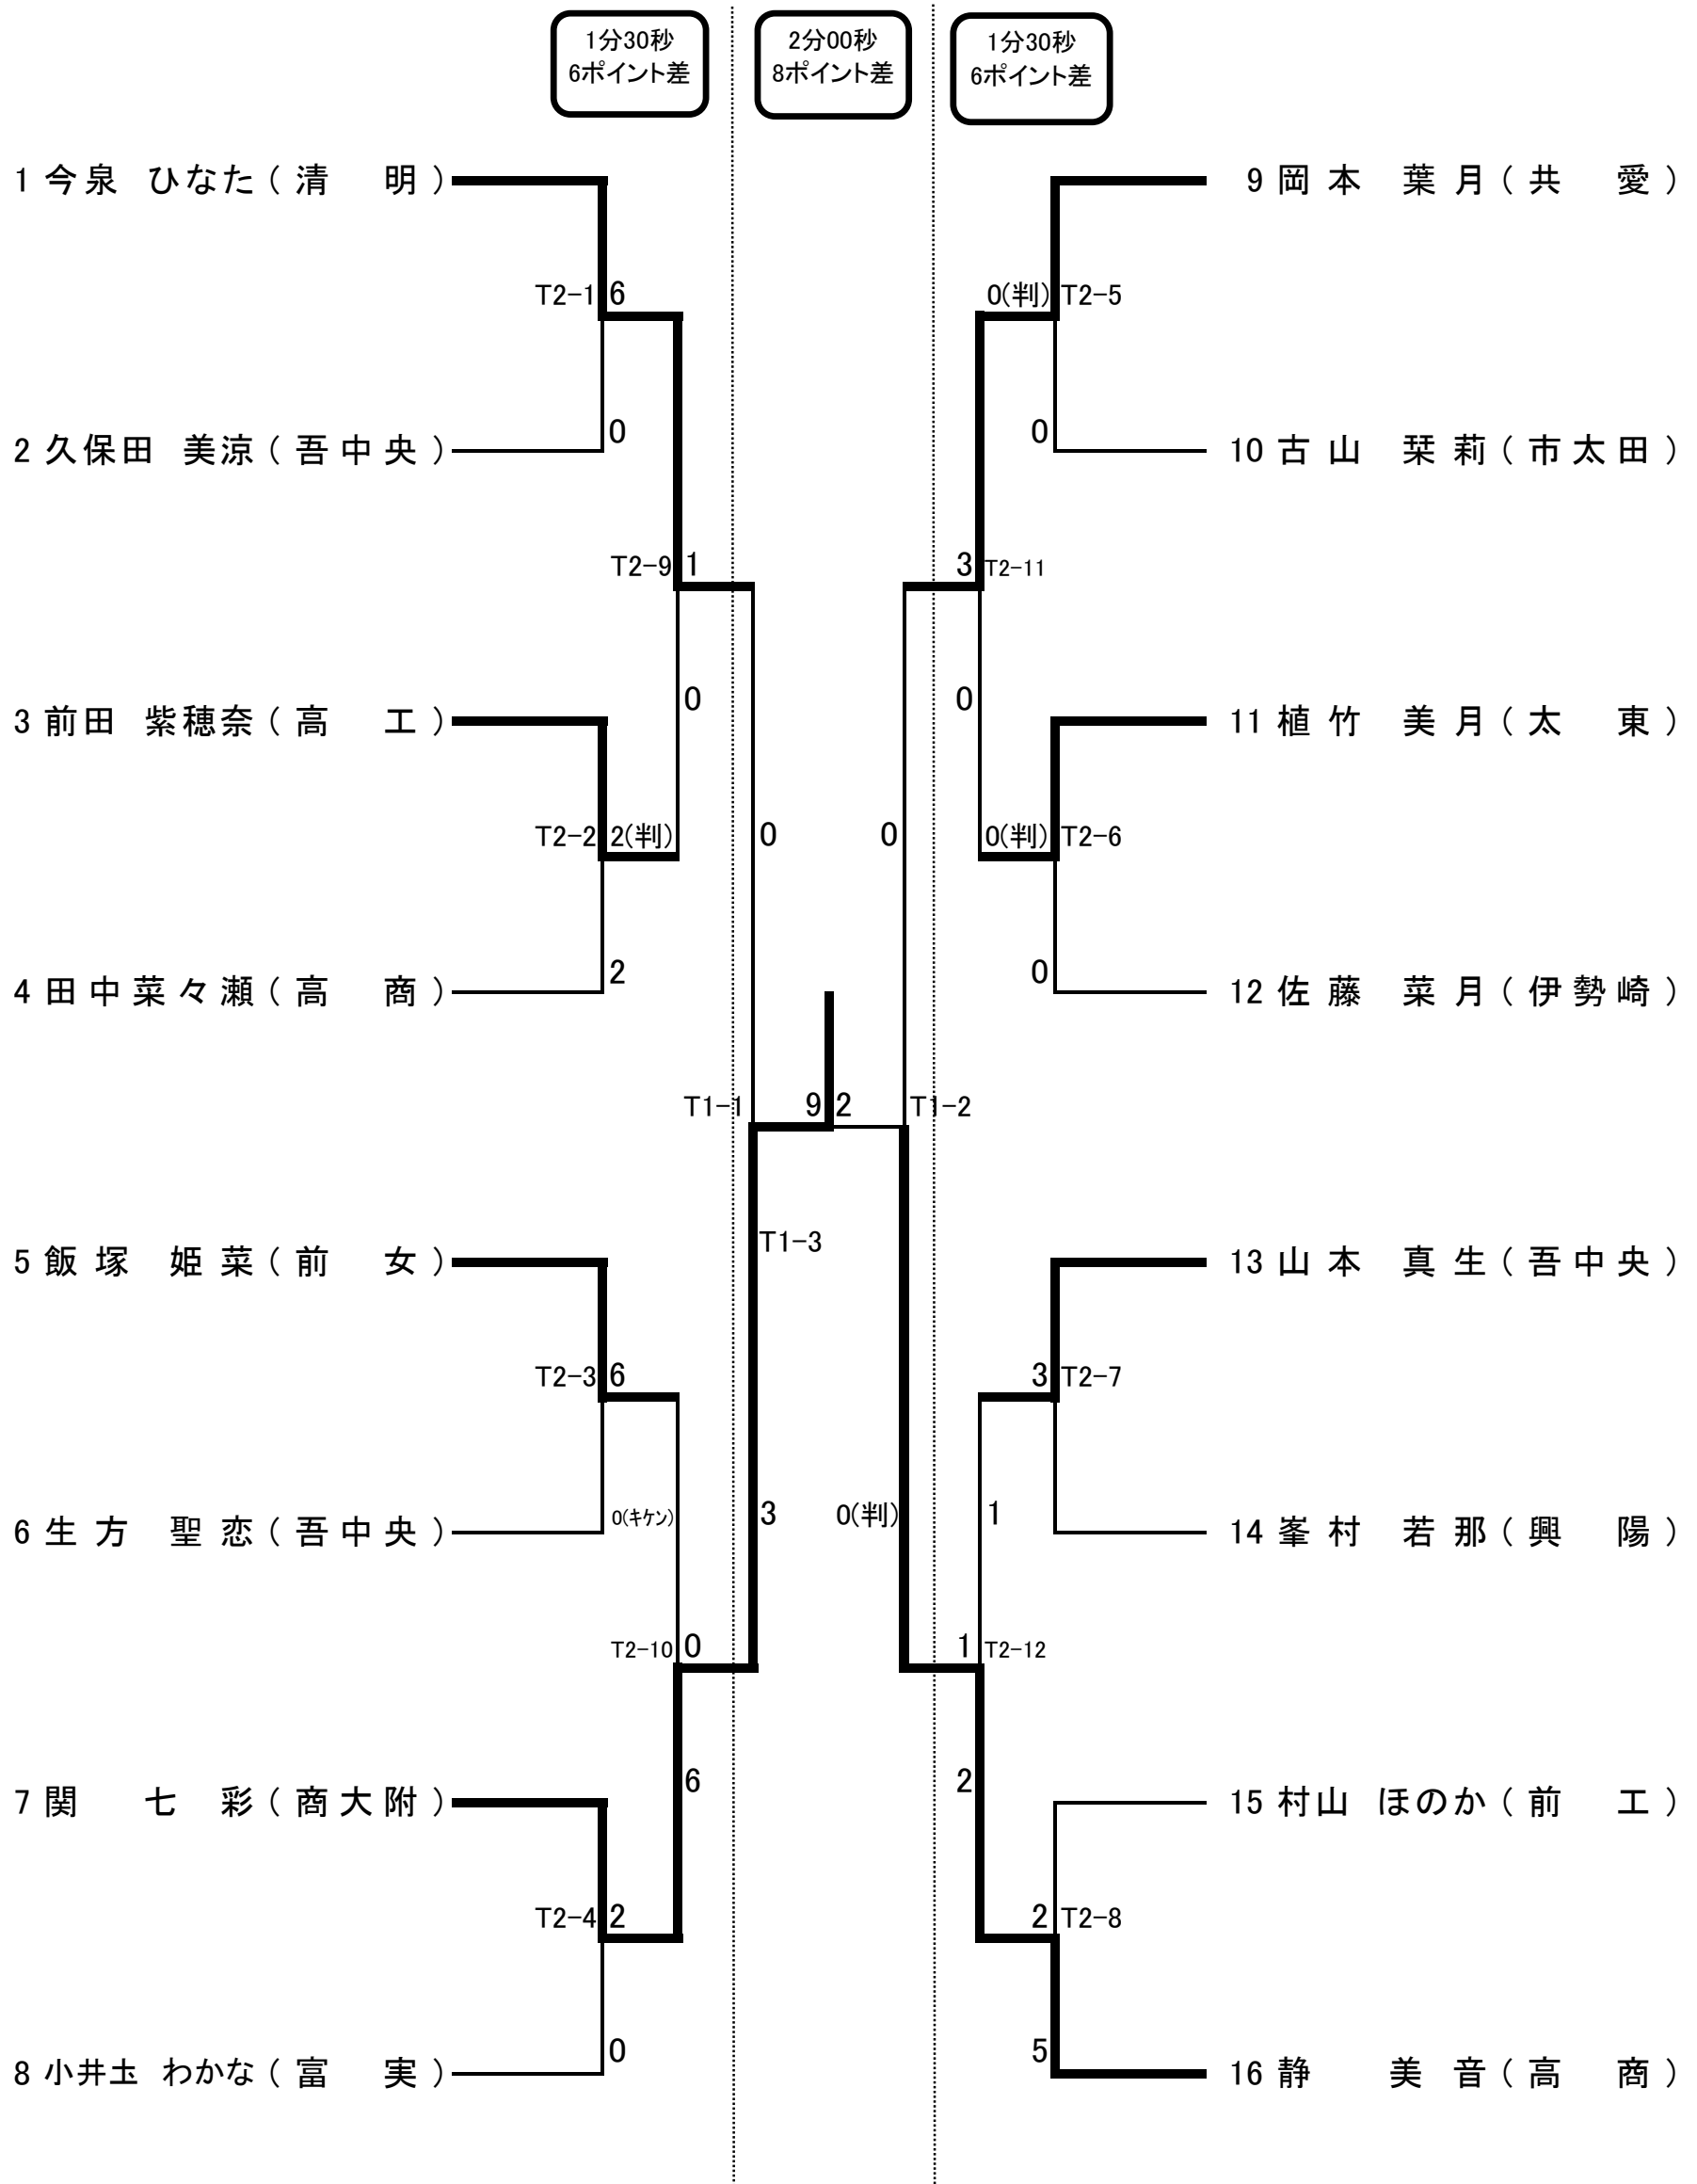 1分30秒
6ポイント差
2分00秒
8ポイント差
1分30秒
6ポイント差
1 今泉 ひなた ( 清 明 )
9 岡本 葉月 ( 共 愛 )
T2-1 6
0(判) T2-5
2 久保田 美涼 ( 吾中央 )
0
0
10 古山 栞莉 ( 市太田 )
T2-9 1
3 T2-11
3 前田 紫穂奈 ( 高 工 )
0
0
11 植竹 美月 ( 太 東 )
T2-2 2(判)
0
0
0(判) T2-6
4 田中菜々瀬 ( 高 商 )
2
0
12 佐藤 菜月 ( 伊勢崎 )
T1-1
9 2
T1-2
5 飯塚 姫菜 ( 前 女 )
T1-3
13 山本 真生 ( 吾中央 )
T2-3 6
3 T2-7
6 生方 聖恋 ( 吾中央 )
0(キケン)
3
0(判)
1
14 峯村 若那 ( 興 陽 )
T2-10 0
1 T2-12
7 関 七彩 ( 商大附 )
6
2
15 村山 ほのか ( 前 工 )
T2-4 2
2 T2-8
8 小井圡 わかな ( 富 実 )
0
5
16 静 美音 ( 高 商 )